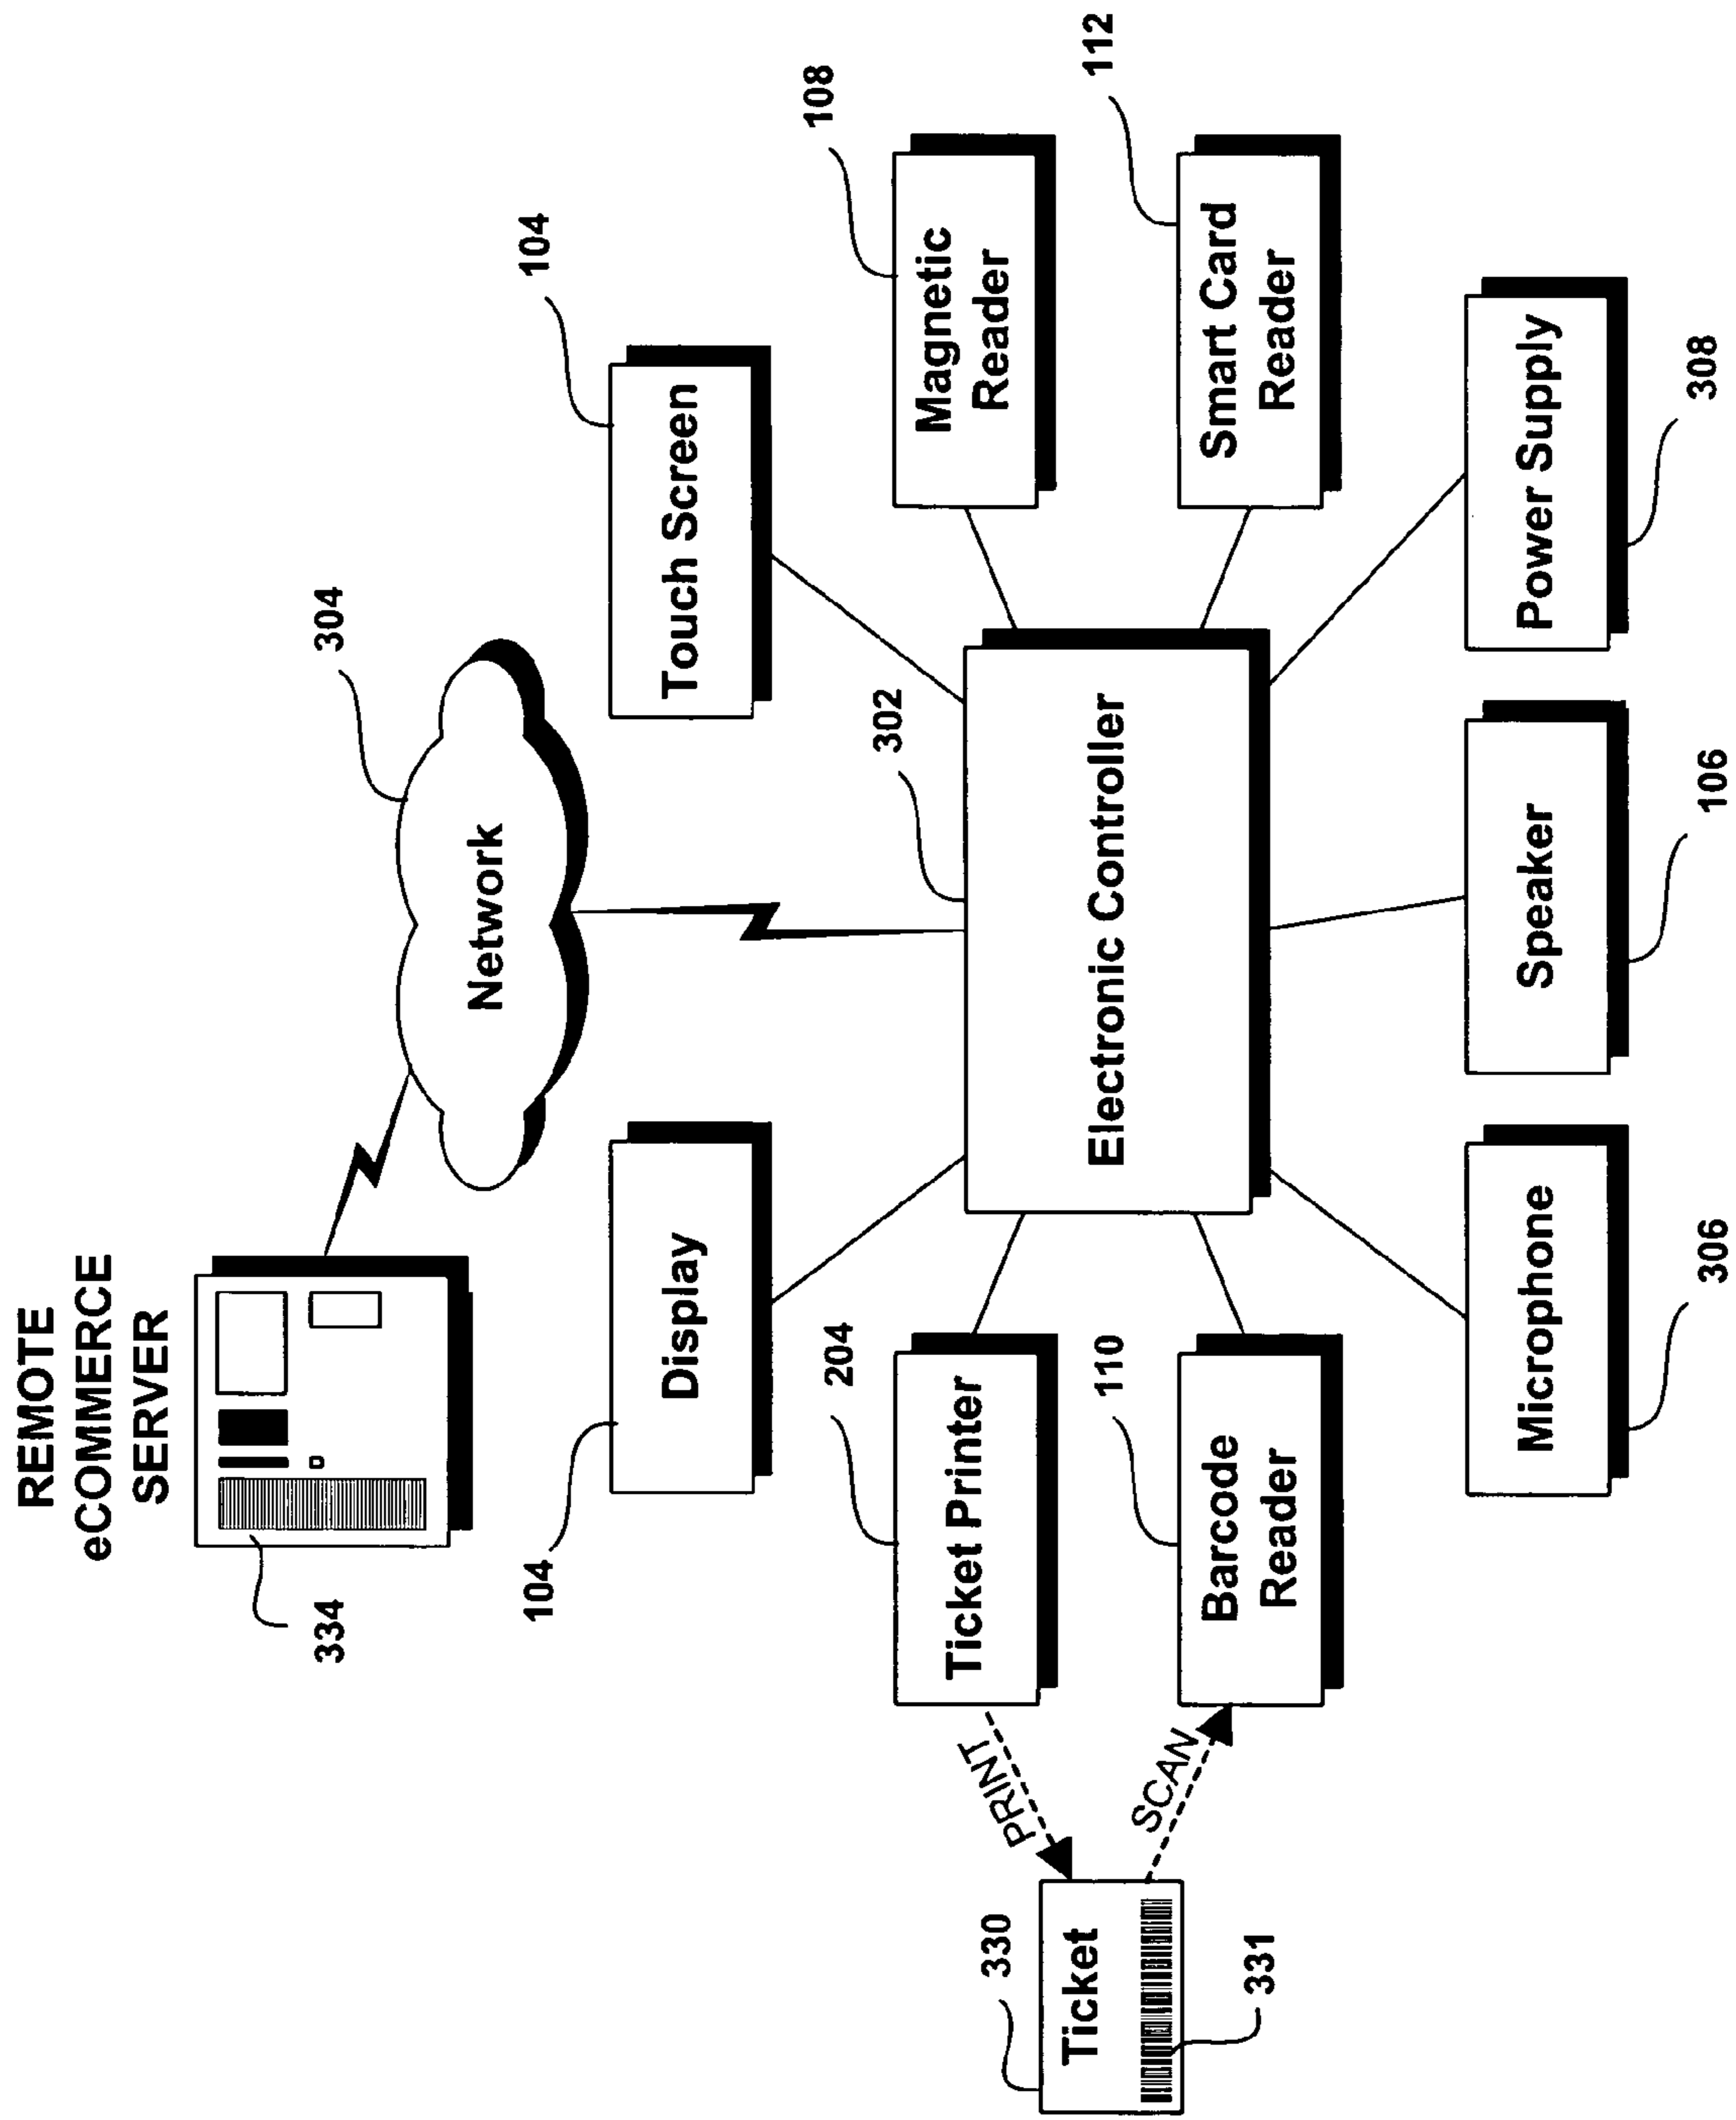 REMOTE
eCOMMERCE
SERVER
334
Network
304
104
Display
Touch Screen
104
302
Electronic Controller
204
Ticket Printer
108
Magnetic
Reader
110
Barcode
Reader
112
Smart Card
Reader
PRINT
SCAN
330
Ticket
331
Microphone
306
Speaker
106
Power Supply
308